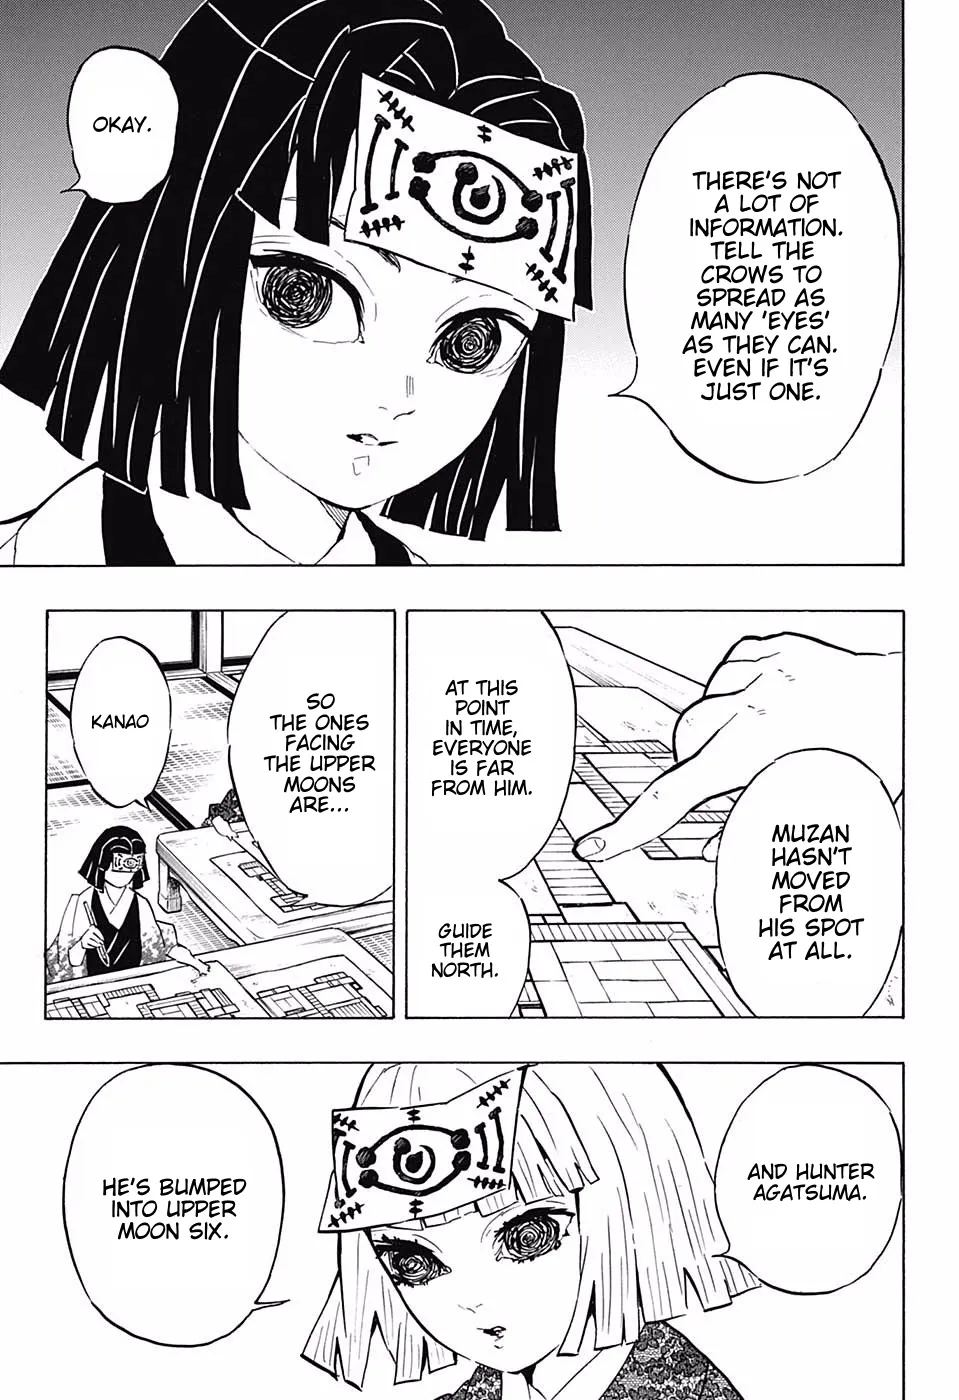 THERE'S NOT
A LOT OF
INFORMATION.
TELL THE
CROWS TO
SPREAD AS
MANY 'EYES'
AS THEY CAN.
EVEN IF IT'S
JUST ONE.
OKAY.
MUZAN
HASN'T
MOVED
FROM
HIS SPOT
AT ALL.
AT THIS
POINT
IN TIME,
EVERYONE
IS FAR
FROM HIM.
GUIDE
THEM
NORTH.
SO
THE ONES
FACING
THE UPPER
MOONS
ARE...
KANAO
AND HUNTER
AGATSUMA.
HE'S BUMPED
INTO UPPER
MOON SIX.